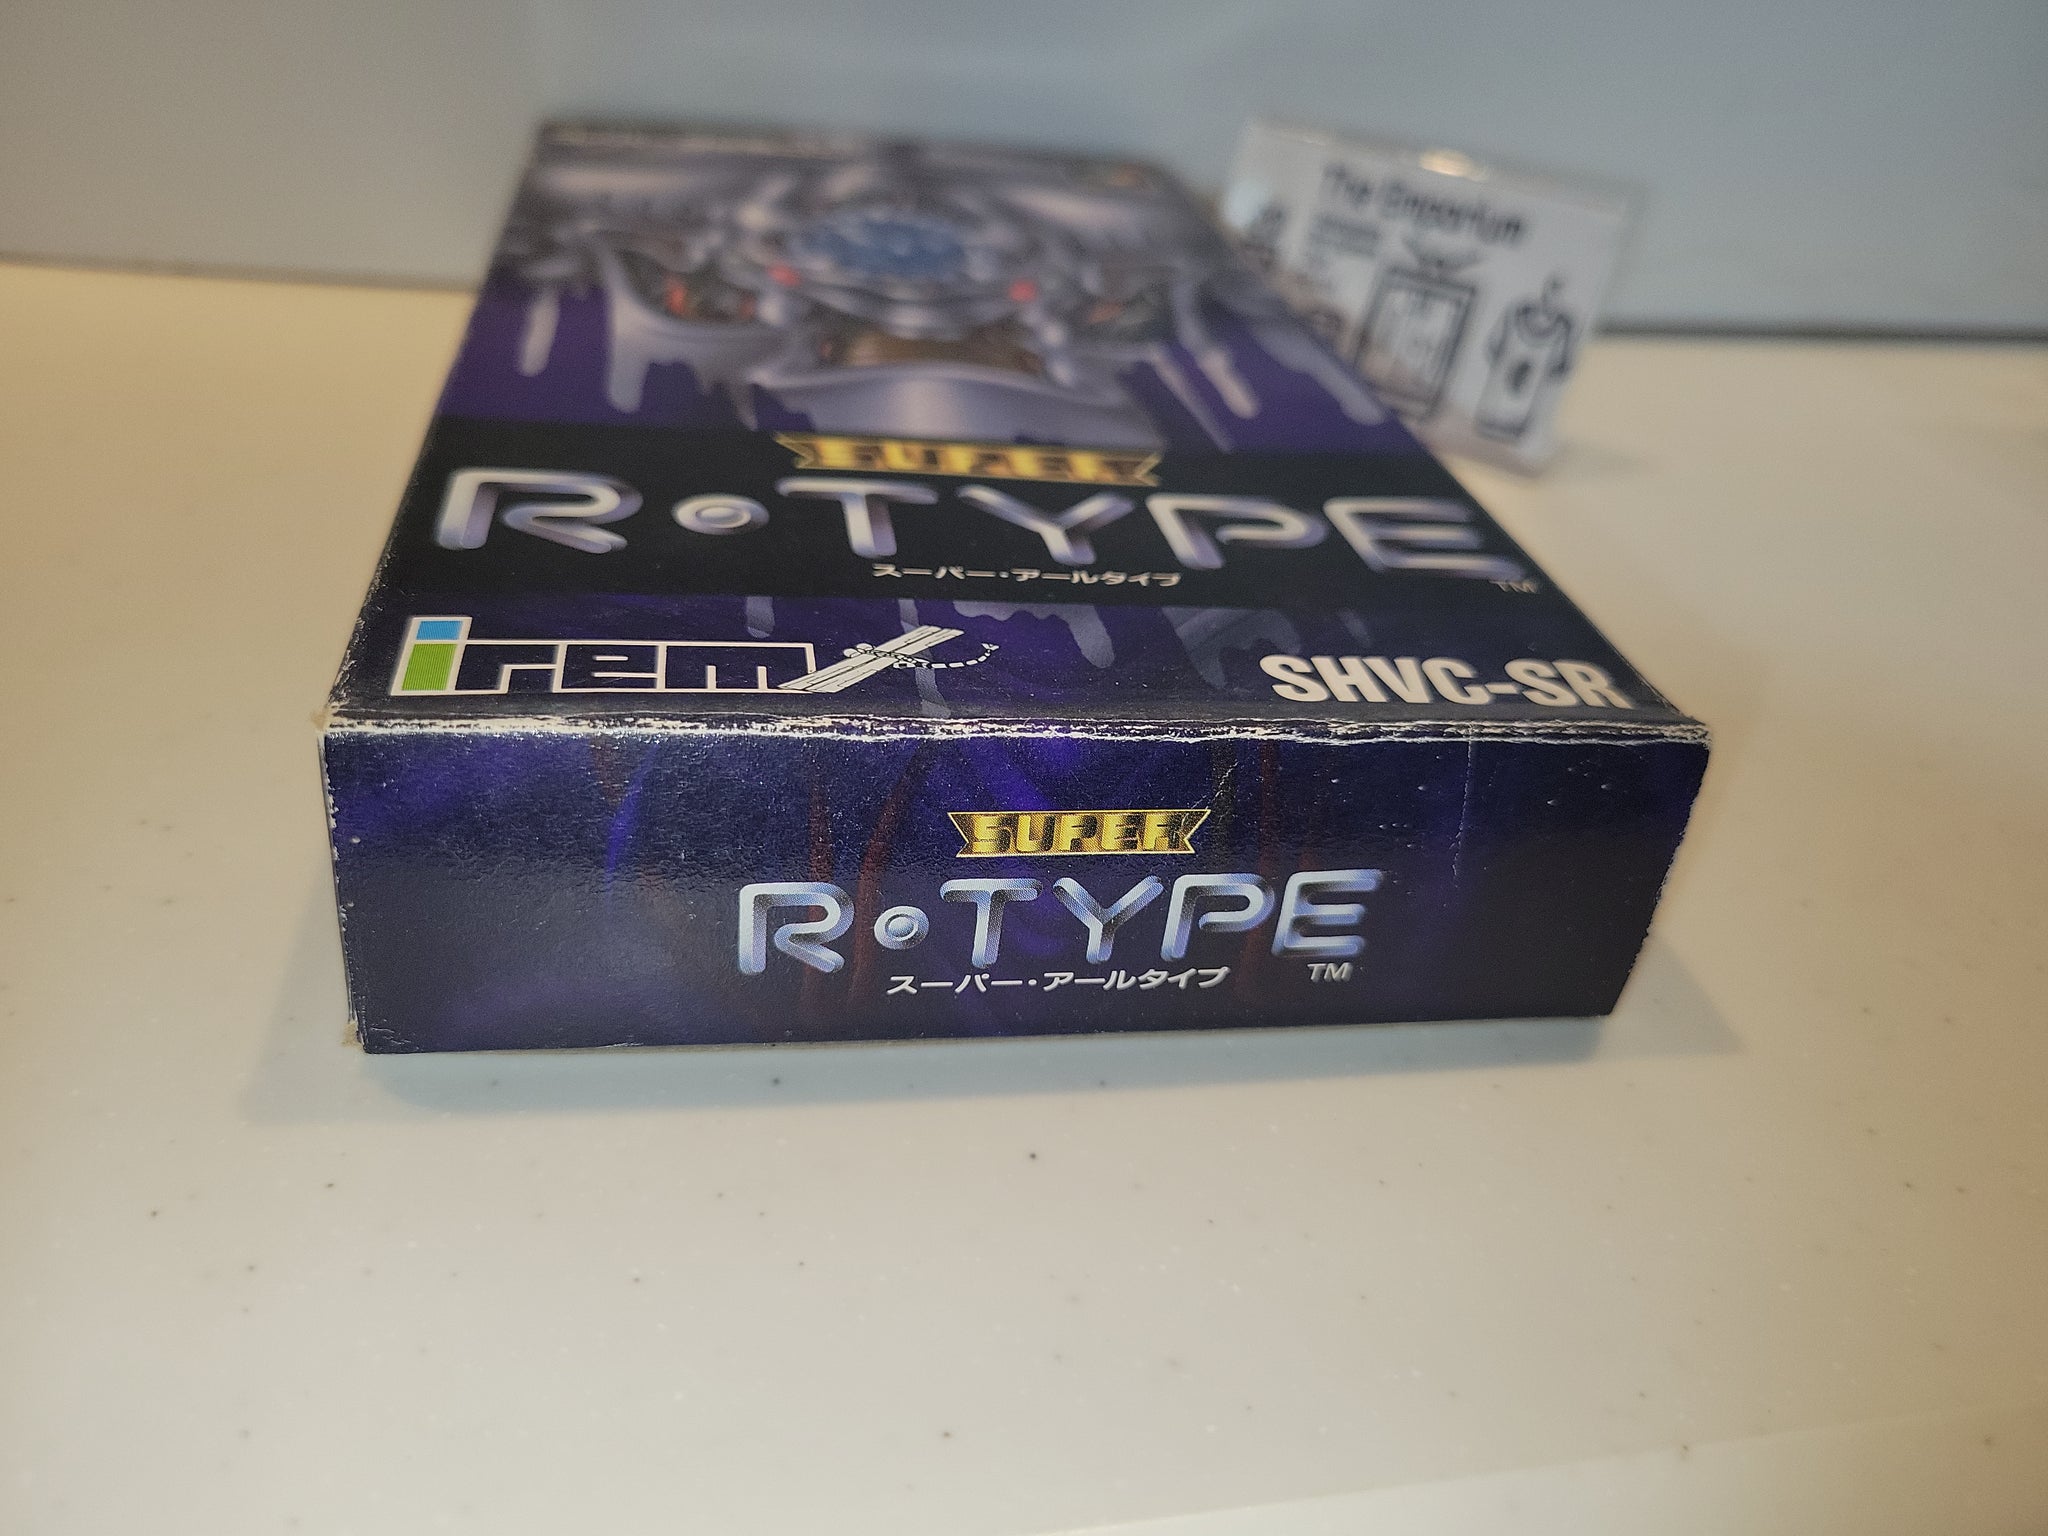 The Emporium
SUPER
R·TYPE
TM
スーパー・アールタイプ
irem
SHVC-SR
SUPER
R·TYPE
スーパー・アールタイプ
TM